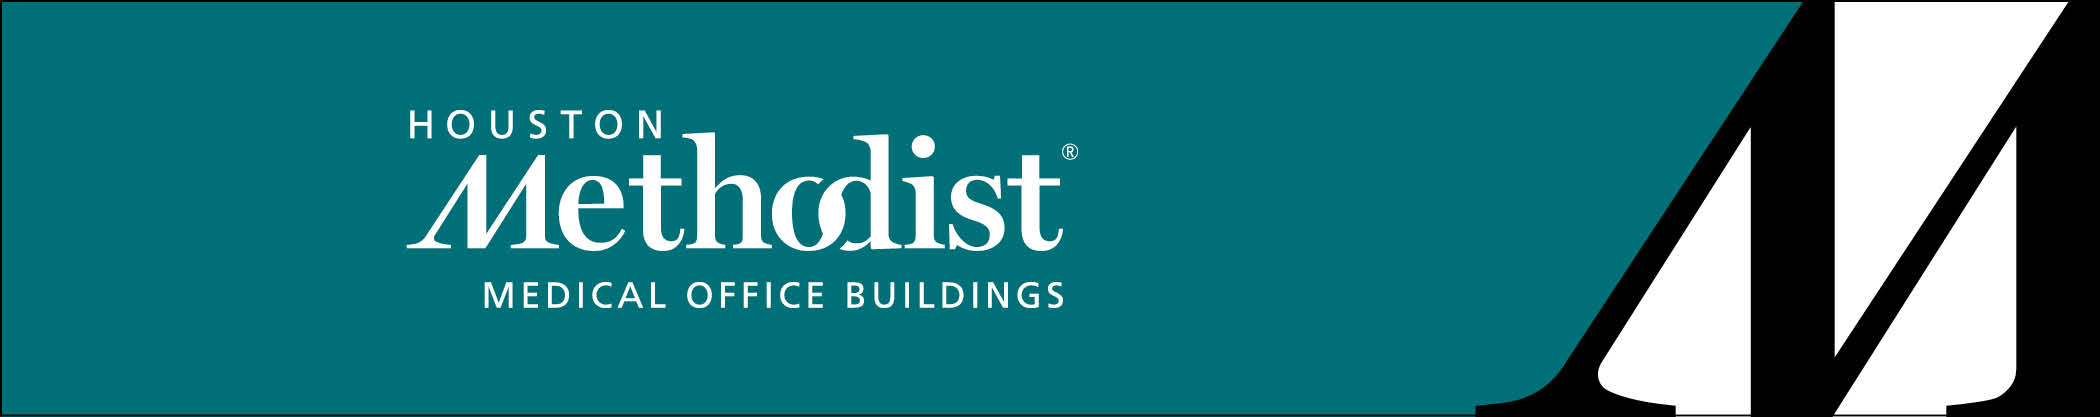 HOUSTON
Methodist®
MEDICAL OFFICE BUILDINGS
M